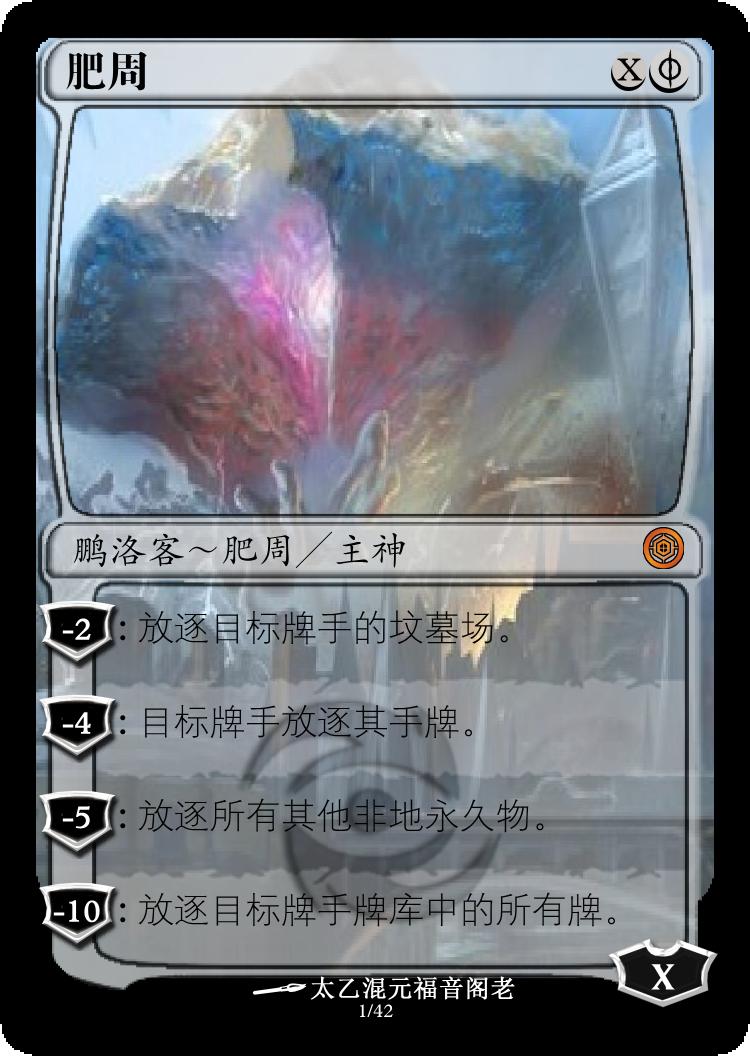 肥周 X
鹏洛客～肥周／主神
-2：放逐目标牌手的坟墓场。
-4：目标牌手放逐其手牌。
-5：放逐所有其他非地永久物。
-10：放逐目标牌手牌库中的所有牌。
X
太乙混元福音阁老
1/42